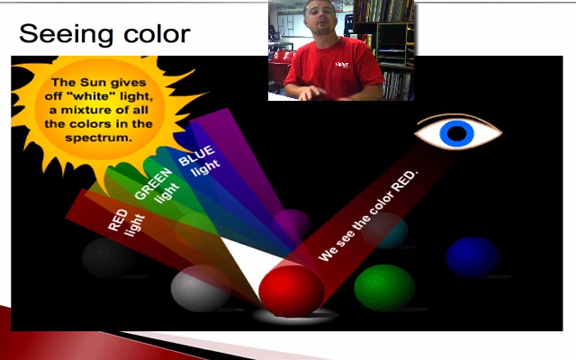 Seeing color
The Sun gives
off "white" light,
a mixture of all
the colors in the
spectrum.
RED
light
GREEN
light
BLUE
light
We see the color RED.